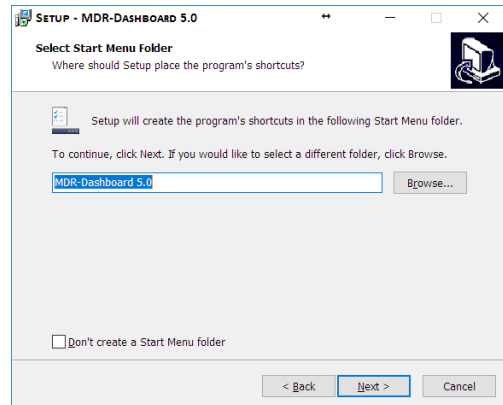 SETUP - MDR-DASHBOARD 5.0
Select Start Menu Folder
Where should Setup place the program's shortcuts?
Setup will create the program's shortcuts in the following Start Menu folder.
To continue, click Next. If you would like to select a different folder, click Browse.
MDR-Dashboard 5.0 Browse...
Don't create a Start Menu folder
< Back Next > Cancel